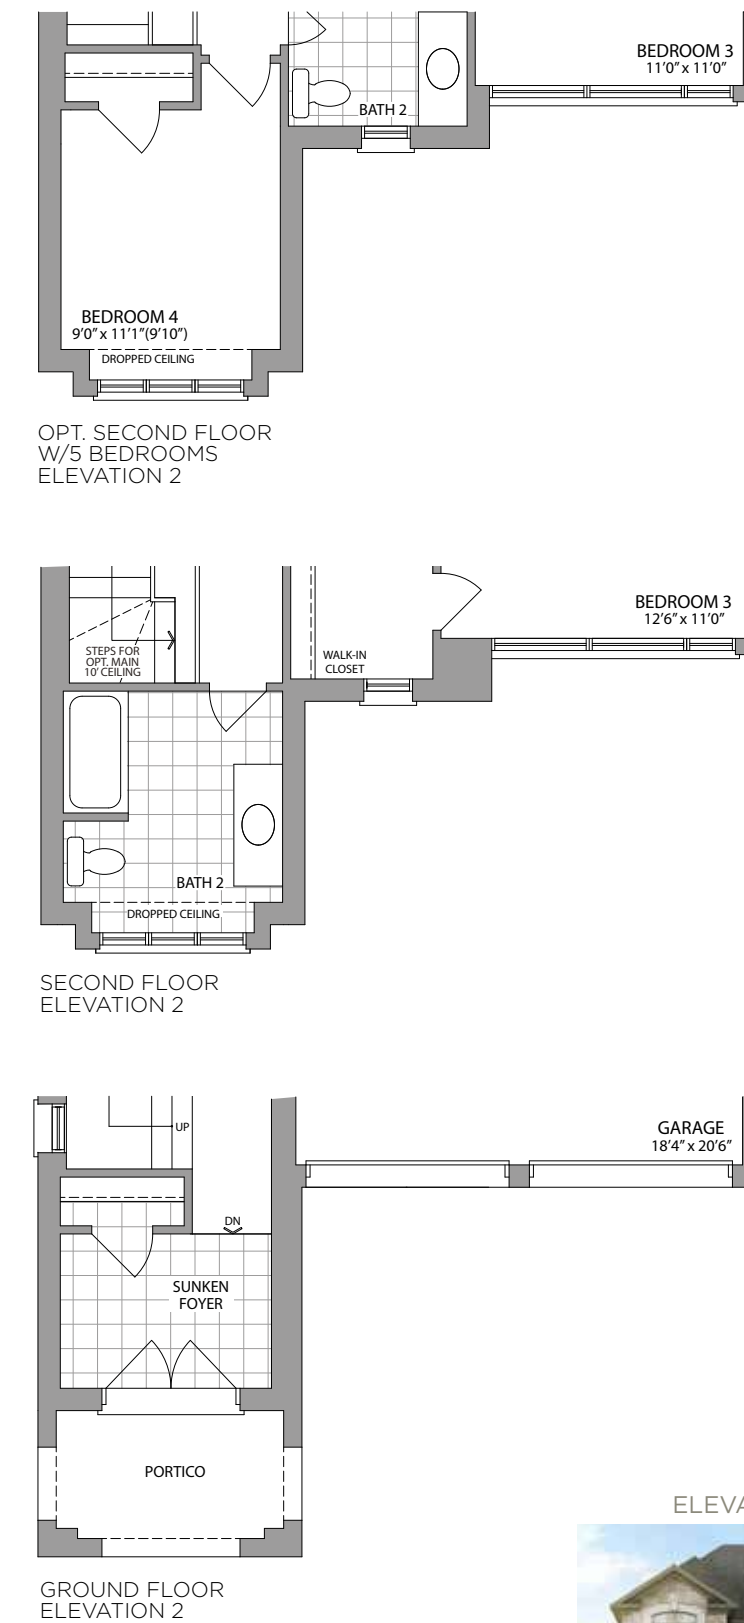 BEDROOM 3
11'0" x 11'0"
BATH 2
BEDROOM 4
9'0" x 11'1"(9'10")
DROPPED CEILING
OPT. SECOND FLOOR
W/5 BEDROOMS
ELEVATION 2
BEDROOM 3
12'6" x 11'0"
STEPS FOR
OPT. MAIN
10' CEILING
WALK-IN
CLOSET
BATH 2
DROPPED CEILING
SECOND FLOOR
ELEVATION 2
UP
GARAGE
18'4" x 20'6"
DN
SUNKEN
FOYER
PORTICO
ELEVA
GROUND FLOOR
ELEVATION 2